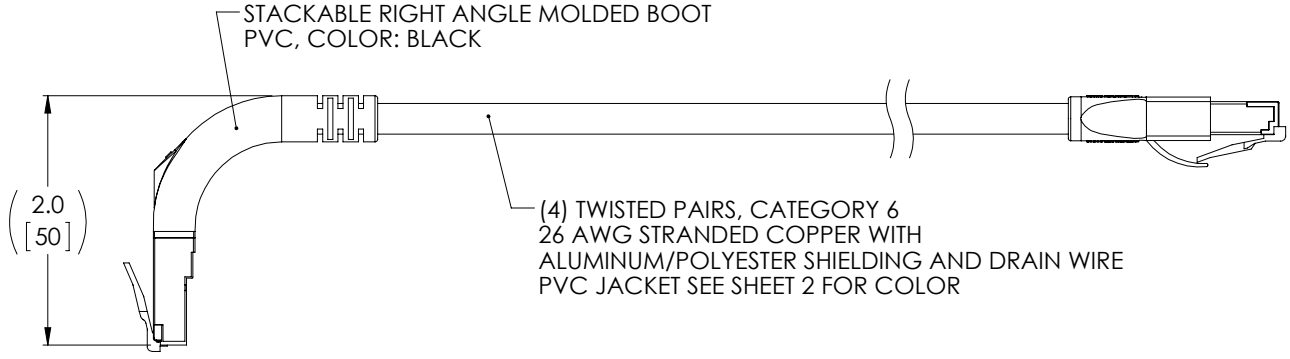 STACKABLE RIGHT ANGLE MOLDED BOOT
PVC, COLOR: BLACK
(2.0
[50])
(4) TWISTED PAIRS, CATEGORY 6
26 AWG STRANDED COPPER WITH
ALUMINUM/POLYESTER SHIELDING AND DRAIN WIRE
PVC JACKET SEE SHEET 2 FOR COLOR